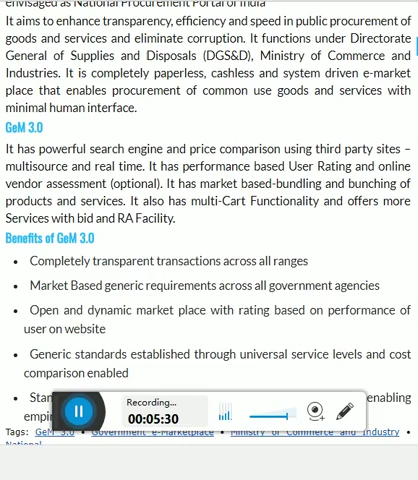 envisaged as National Procurement Portal of India
It aims to enhance transparency, efficiency and speed in public procurement of
goods and services and eliminate corruption. It functions under Directorate
General of Supplies and Disposals (DGS&D), Ministry of Commerce and
Industries. It is completely paperless, cashless and system driven e-market
place that enables procurement of common use goods and services with
minimal human interface.
GeM 3.0
It has powerful search engine and price comparison using third party sites –
multisource and real time. It has performance based User Rating and online
vendor assessment (optional). It has market based-bundling and bunching of
products and services. It also has multi-Cart Functionality and offers more
Services with bid and RA Facility.
Benefits of GeM 3.0
• Completely transparent transactions across all ranges
• Market Based generic requirements across all government agencies
• Open and dynamic market place with rating based on performance of
user on website
• Generic standards established through universal service levels and cost
comparison enabled
• Stan enabling
empi
Recording...
00:05:30
Tags: GeM 3.0 • Government e-Marketplace • Ministry of Commerce and Industry •
National